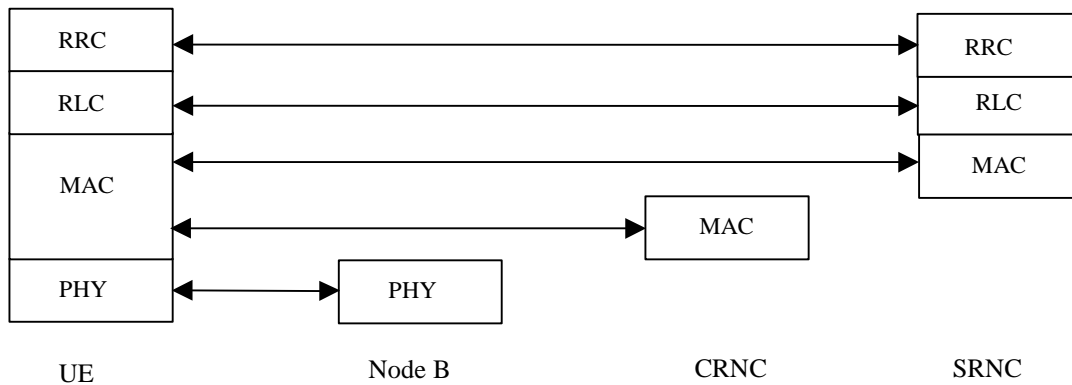 RRC
RRC
RLC
RLC
MAC
MAC
MAC
PHY
PHY
UE
Node B
CRNC
SRNC